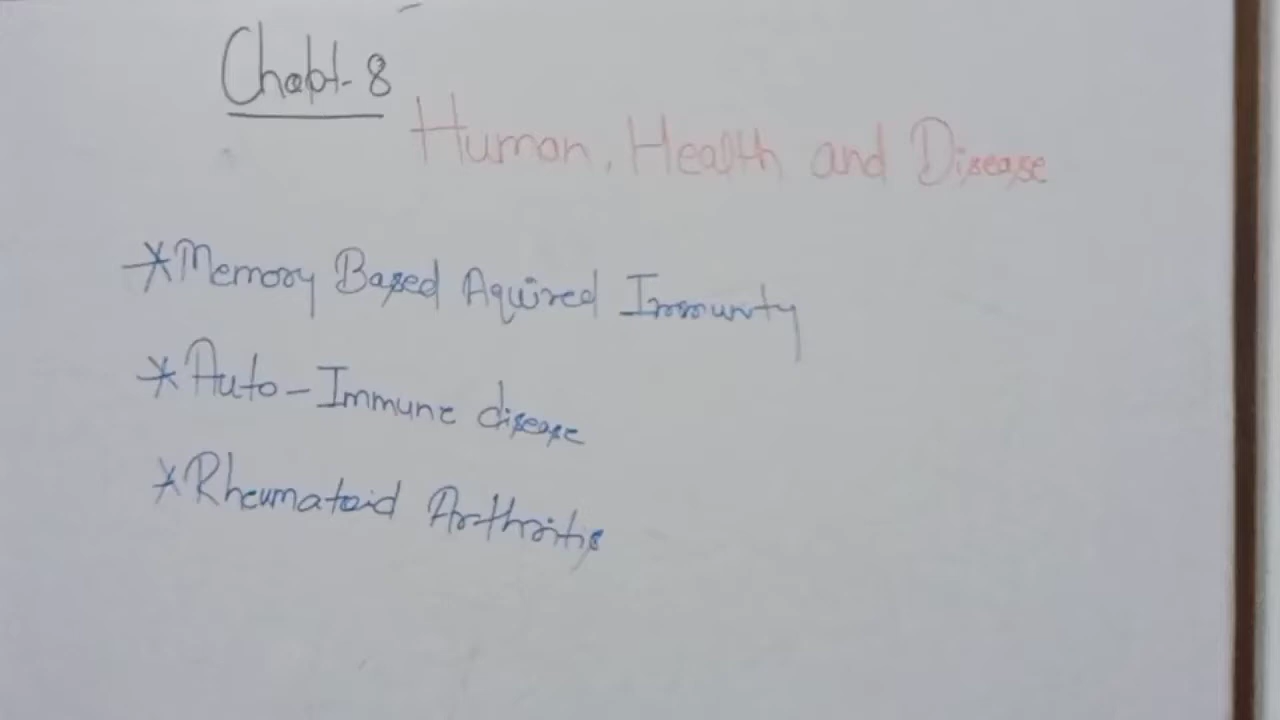 Chapt-8
Human, Health and Disease
*Memory Based Aquired Immunity
*Auto-Immune disease
*Rheumatoid Arthritis